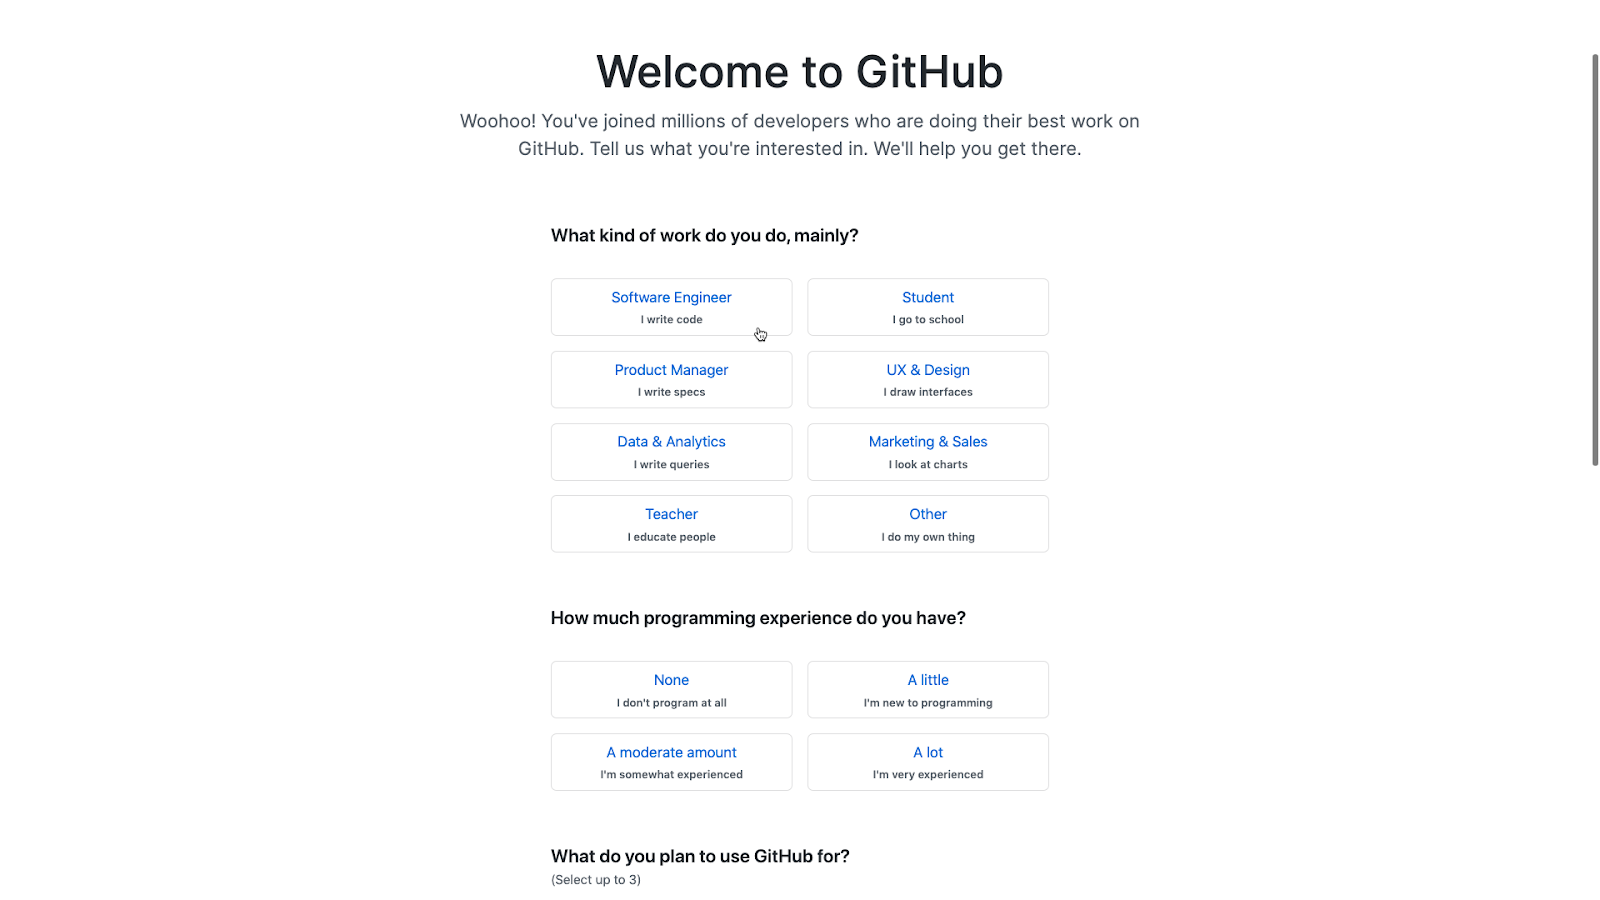 Welcome to GitHub
Woohoo! You've joined millions of developers who are doing their best work on
GitHub. Tell us what you're interested in. We'll help you get there.
What kind of work do you do, mainly?
Software Engineer
I write code
Student
I go to school
Product Manager
I write specs
UX & Design
I draw interfaces
Data & Analytics
I write queries
Marketing & Sales
I look at charts
Teacher
I educate people
Other
I do my own thing
How much programming experience do you have?
None
I don't program at all
A little
I'm new to programming
A moderate amount
I'm somewhat experienced
A lot
I'm very experienced
What do you plan to use GitHub for?
(Select up to 3)